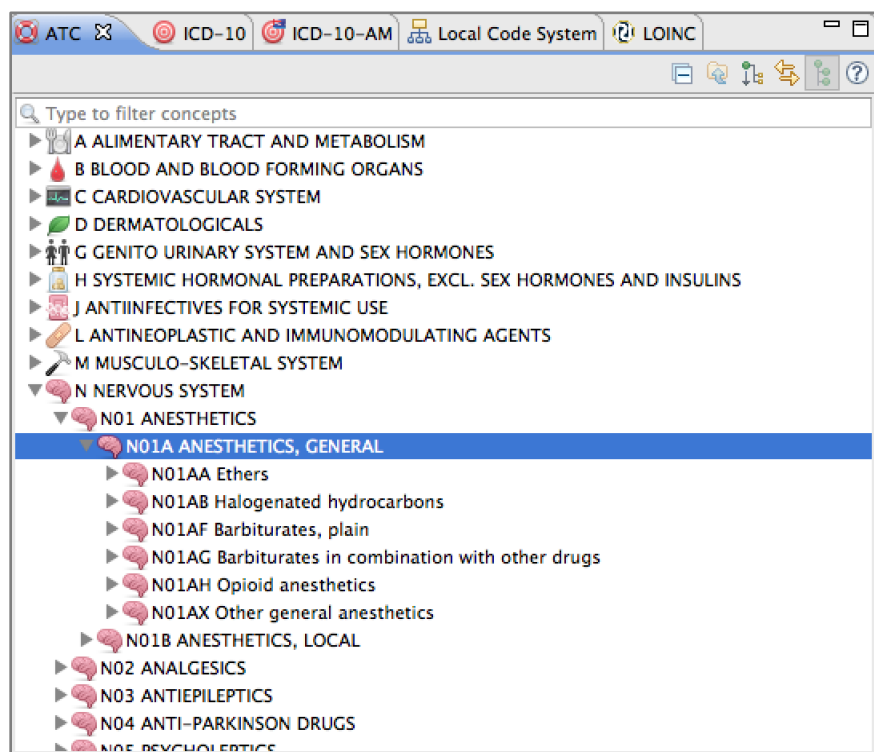 ATC ICD-10 ICD-10-AM Local Code System LOINC
Type to filter concepts
A ALIMENTARY TRACT AND METABOLISM
B BLOOD AND BLOOD FORMING ORGANS
C CARDIOVASCULAR SYSTEM
D DERMATOLOGICALS
G GENITO URINARY SYSTEM AND SEX HORMONES
H SYSTEMIC HORMONAL PREPARATIONS, EXCL. SEX HORMONES AND INSULINS
J ANTIINFECTIVES FOR SYSTEMIC USE
L ANTINEOPLASTIC AND IMMUNOMODULATING AGENTS
M MUSCULO-SKELETAL SYSTEM
N NERVOUS SYSTEM
N01 ANESTHETICS
N01A ANESTHETICS, GENERAL
N01AA Ethers
N01AB Halogenated hydrocarbons
N01AF Barbiturates, plain
N01AG Barbiturates in combination with other drugs
N01AH Opioid anesthetics
N01AX Other general anesthetics
N01B ANESTHETICS, LOCAL
N02 ANALGESICS
N03 ANTIEPILEPTICS
N04 ANTI-PARKINSON DRUGS
N05 PSYCHOLEPTICS